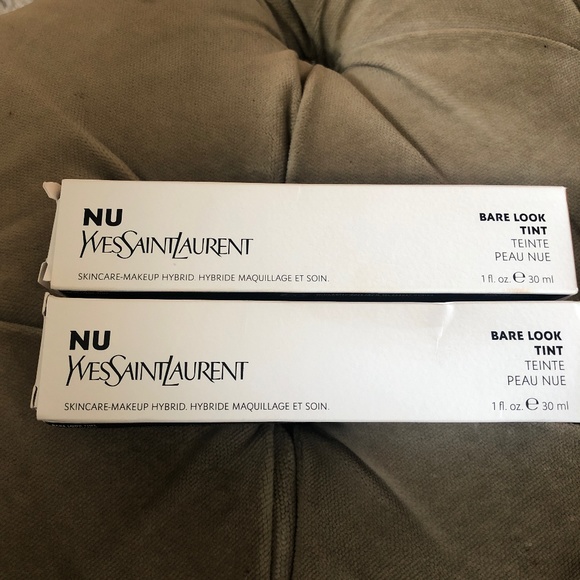 NU
YVESSAINTLAURENT
SKINCARE-MAKEUP HYBRID. HYBRIDE MAQUILLAGE ET SOIN.
BARE LOOK
TINT
TEINTE
PEAU NUE
1 fl. oz. ℮ 30 ml
NU
YVESSAINTLAURENT
SKINCARE-MAKEUP HYBRID. HYBRIDE MAQUILLAGE ET SOIN.
BARE LOOK
TINT
TEINTE
PEAU NUE
1 fl. oz. ℮ 30 ml